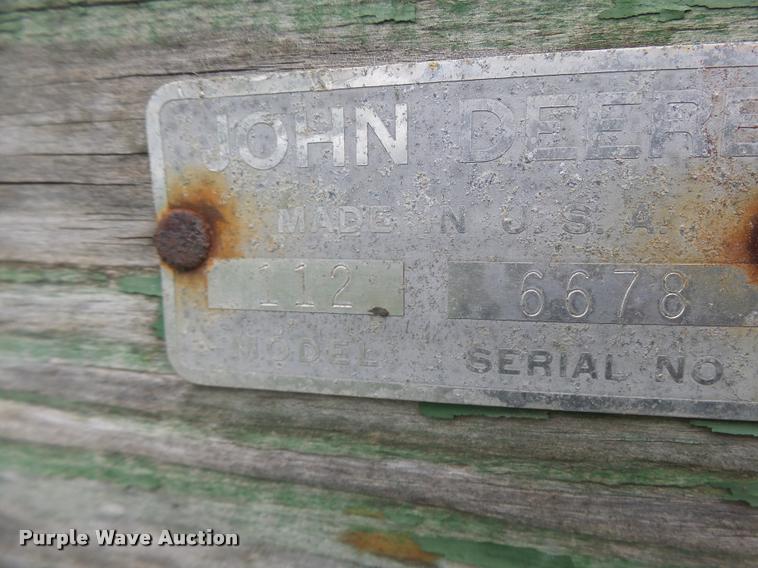 JOHN DEERE
MADE IN U.S.A.
112 6678
MODEL SERIAL NO
Purple Wave Auction